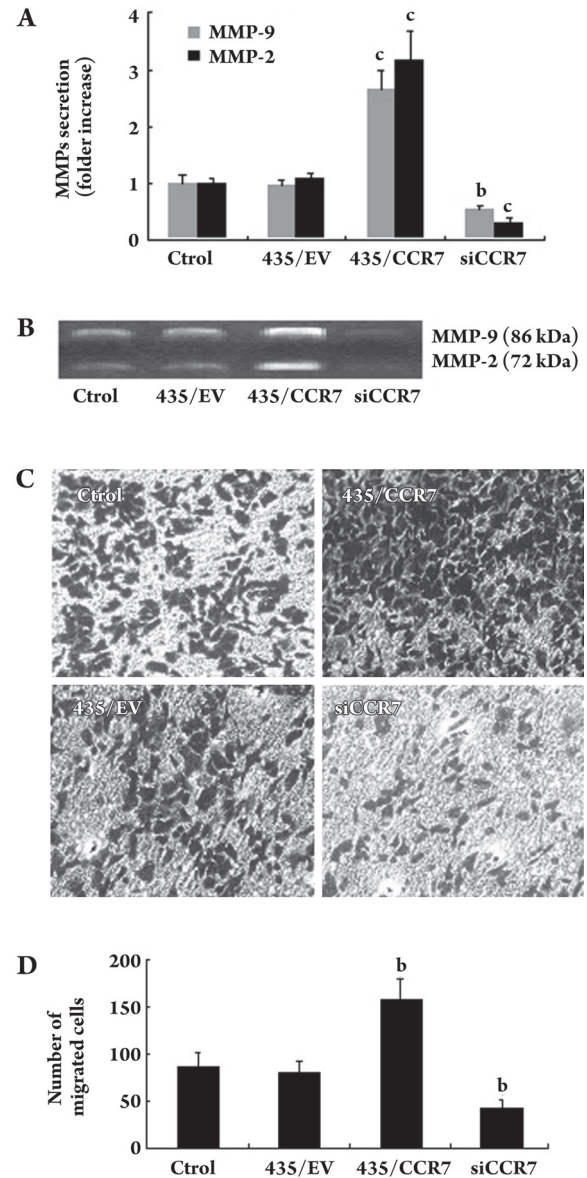 A
MMP-9
MMP-2
MMPs secretion
(folder increase)
4
3
2
1
0
c
c
b
c
Ctrol
435/EV
435/CCR7
siCCR7
B
MMP-9 (86 kDa)
MMP-2 (72 kDa)
Ctrol
435/EV
435/CCR7
siCCR7
C
Ctrol
435/CCR7
435/EV
siCCR7
D
Number of
migrated cells
200
150
100
50
0
b
b
Ctrol
435/EV
435/CCR7
siCCR7